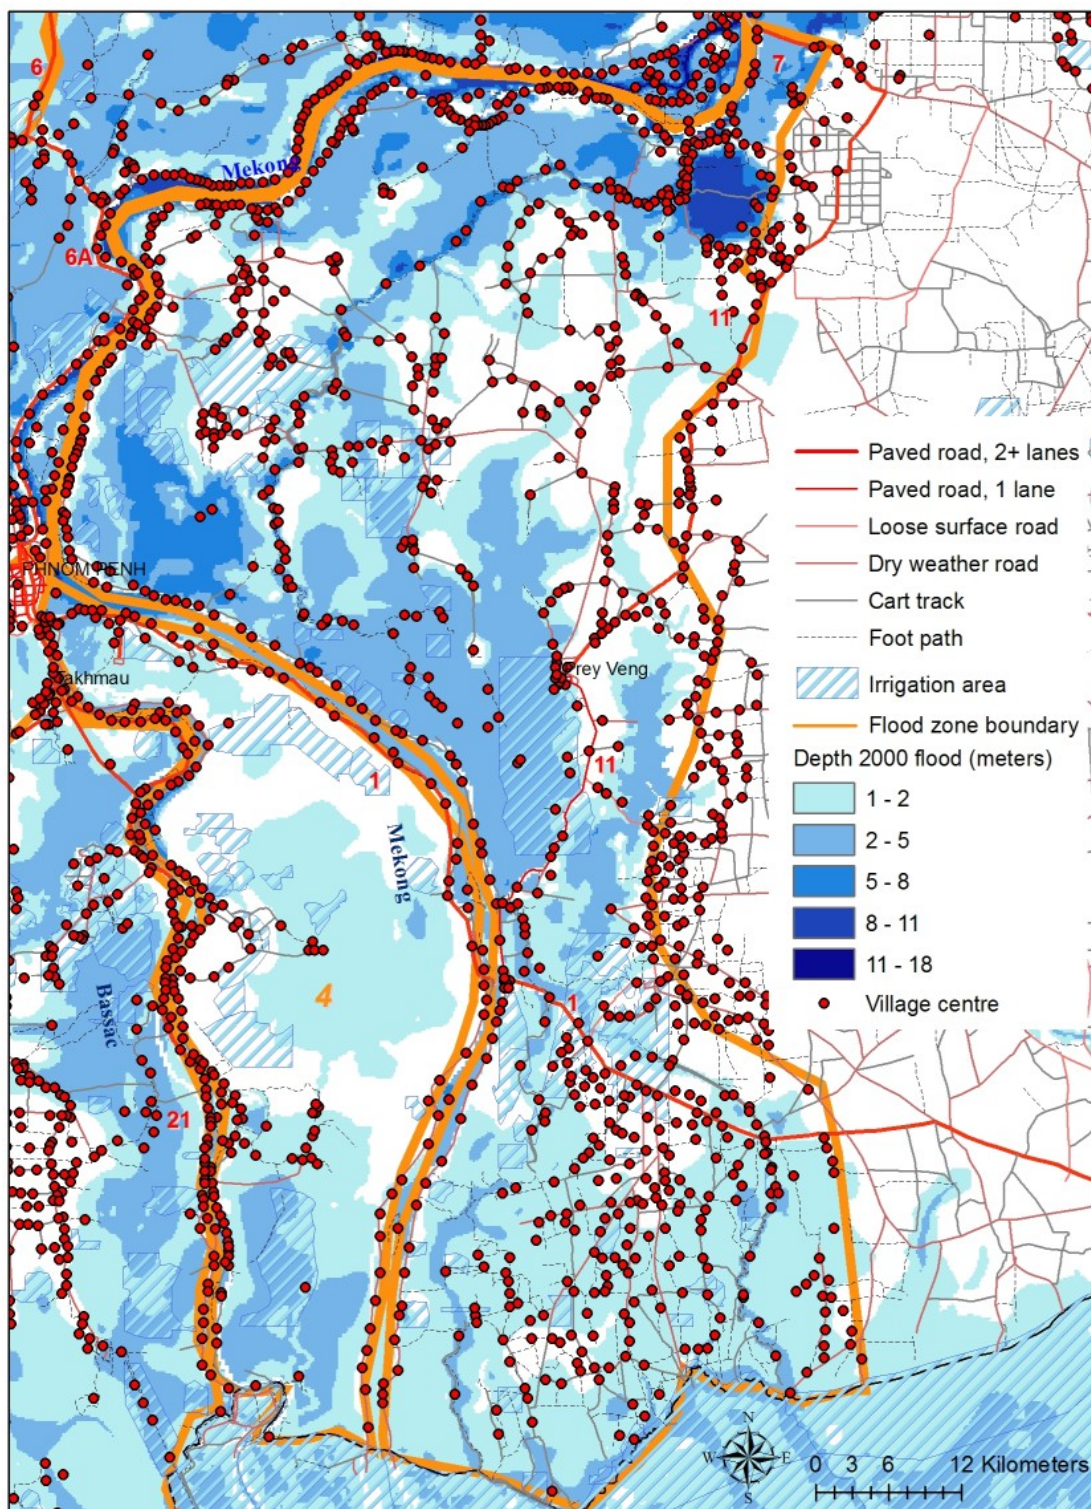 6
7
Mekong
6A
11
Paved road, 2+ lanes
Paved road, 1 lane
Loose surface road
Dry weather road
Cart track
Foot path
Irrigation area
Flood zone boundary
Depth 2000 flood (meters)
1 - 2
2 - 5
5 - 8
8 - 11
11 - 18
Village centre
PHNOM PENH
1
Takhmau
Prey Veng
11
1
Mekong
4
1
Bassac
21
N
W E
S
0 3 6 12 Kilometers